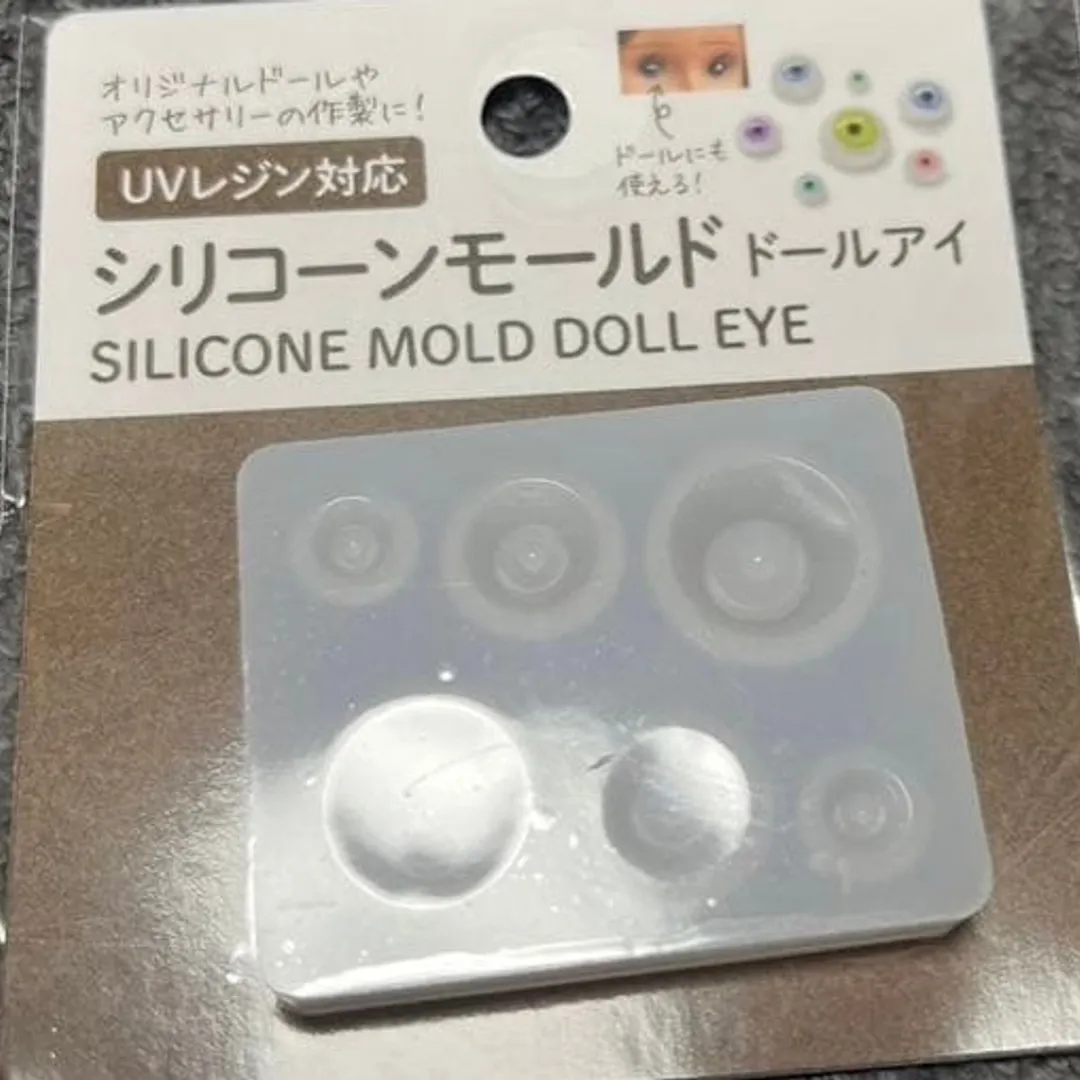 オリジナルドールや
アクセサリーの作製に!
ドールにも
使える!
UVレジン対応
シリコーンモールド ドールアイ
SILICONE MOLD DOLL EYE